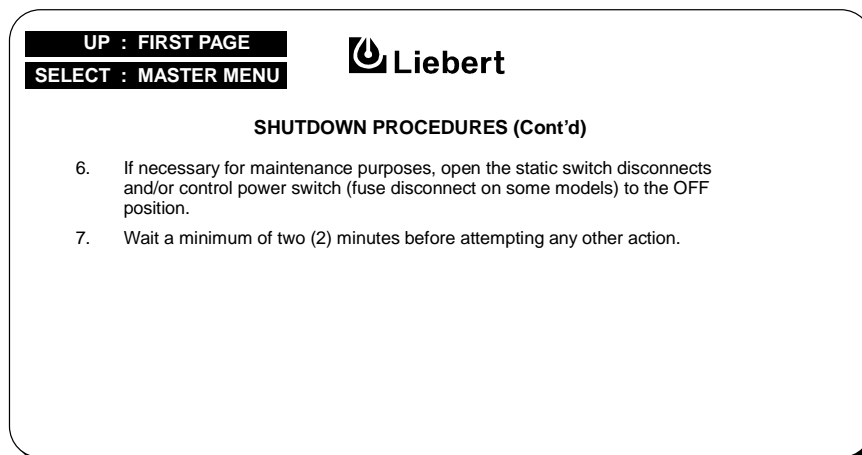 UP : FIRST PAGE
SELECT : MASTER MENU
Liebert
SHUTDOWN PROCEDURES (Cont’d)
6. If necessary for maintenance purposes, open the static switch disconnects
and/or control power switch (fuse disconnect on some models) to the OFF
position.
7. Wait a minimum of two (2) minutes before attempting any other action.